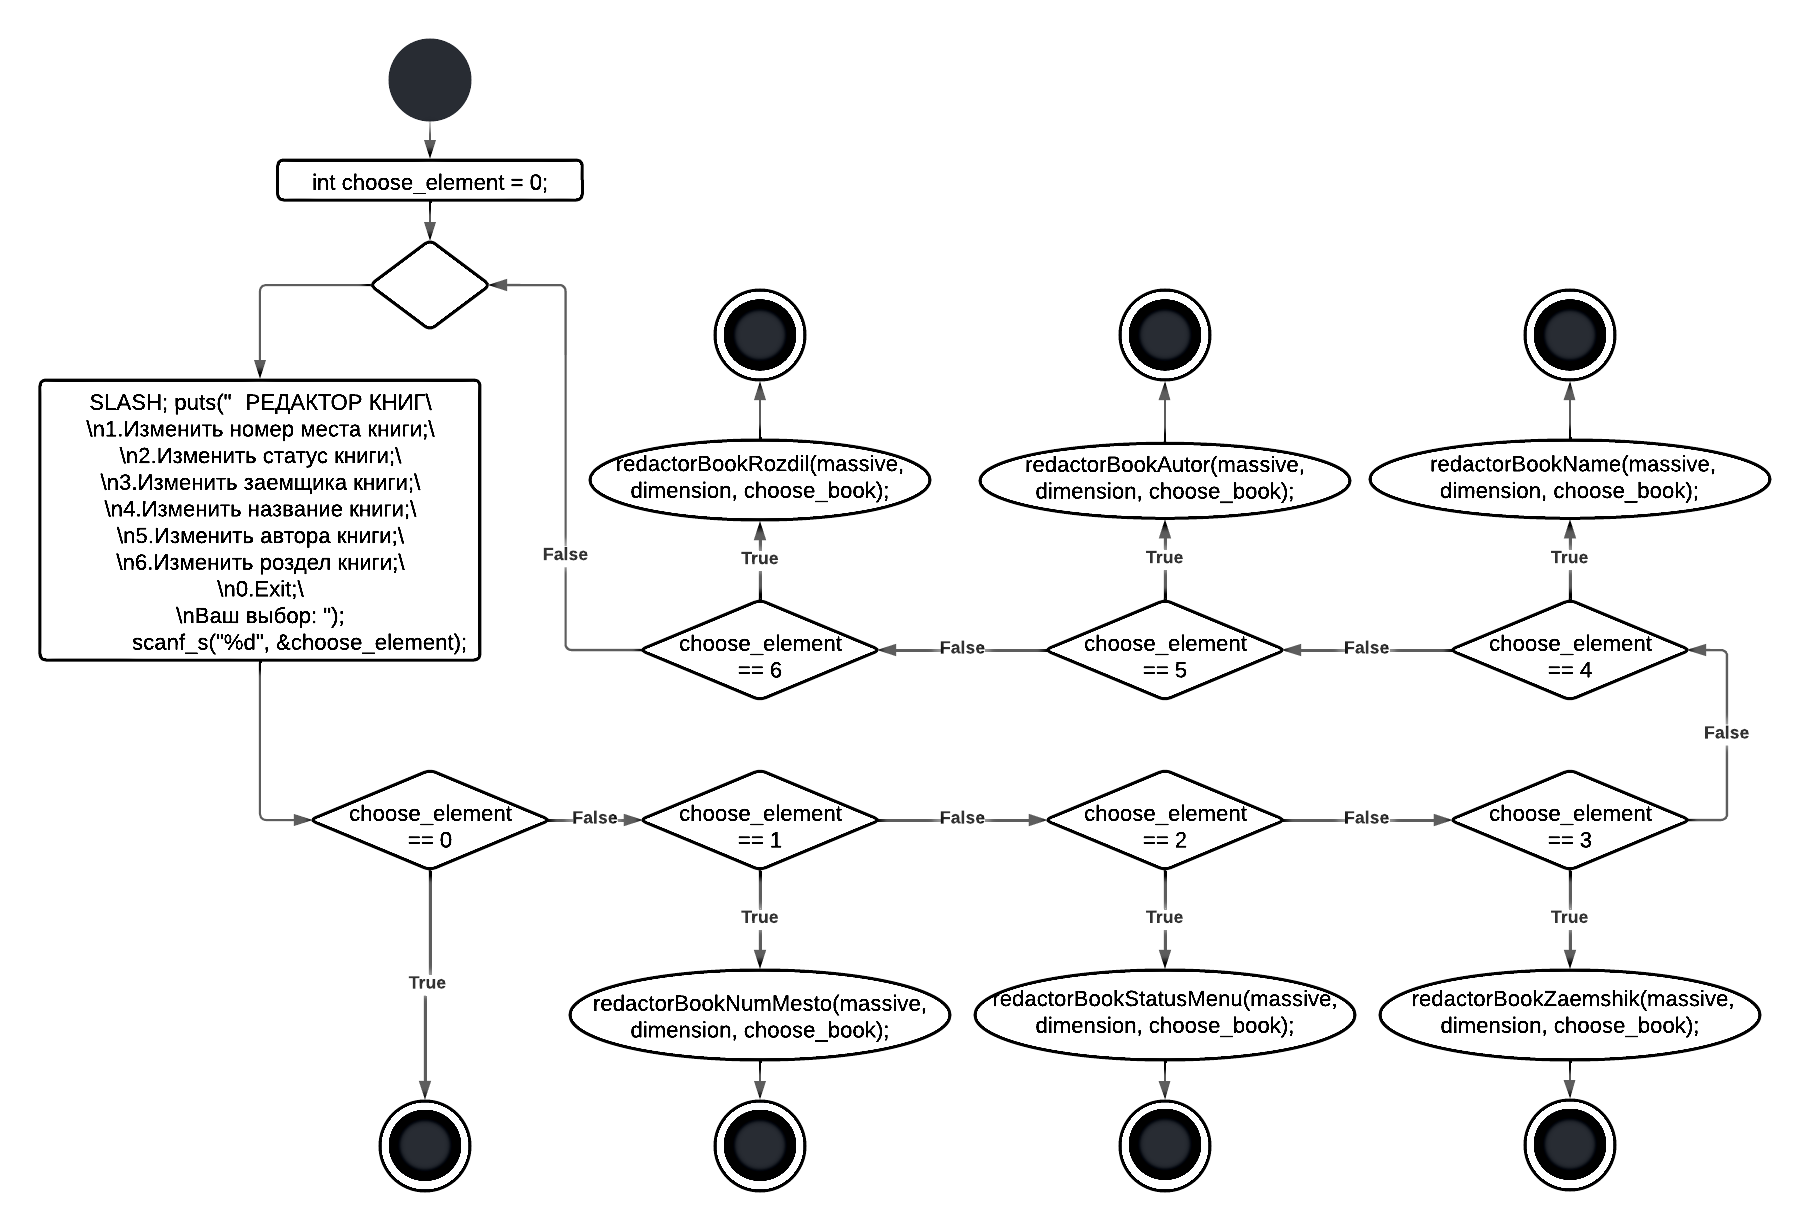 int choose_element = 0;
SLASH; puts("  РЕДАКТОР КНИГ\
\n1.Изменить номер места книги;\
\n2.Изменить статус книги;\
\n3.Изменить заемщика книги;\
\n4.Изменить название книги;\
\n5.Изменить автора книги;\
\n6.Изменить роздел книги;\
\n0.Exit;\
\nВаш выбор: ");
scanf_s("%d", &choose_element);
redactorBookRozdil(massive,
dimension, choose_book);
redactorBookAutor(massive,
dimension, choose_book);
redactorBookName(massive,
dimension, choose_book);
False
True
True
True
choose_element
== 6
False
choose_element
== 5
False
choose_element
== 4
False
choose_element
== 0
False
choose_element
== 1
False
choose_element
== 2
False
choose_element
== 3
True
True
True
True
redactorBookNumMesto(massive,
dimension, choose_book);
redactorBookStatusMenu(massive,
dimension, choose_book);
redactorBookZaemshik(massive,
dimension, choose_book);